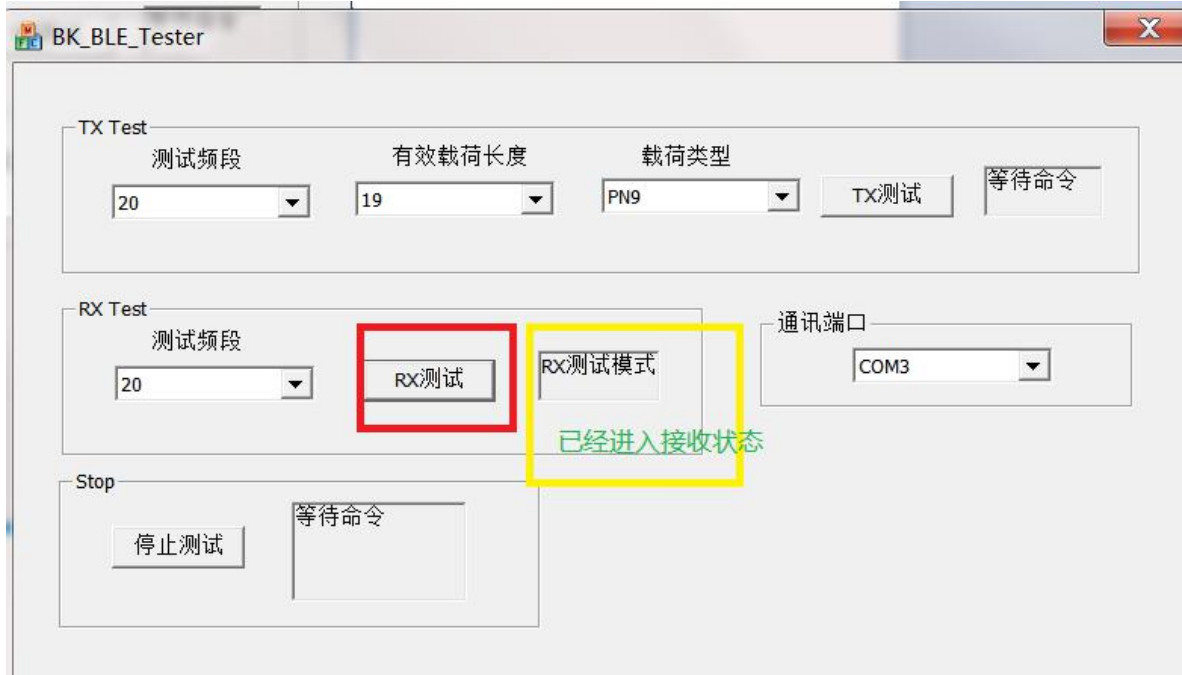 BK_BLE_Tester
TX Test
测试频段 有效载荷长度 载荷类型
20 19 PN9 TX测试 等待命令
RX Test
测试频段
20 RX测试 RX测试模式
已经进入接收状态
通讯端口
COM3
Stop
停止测试 等待命令